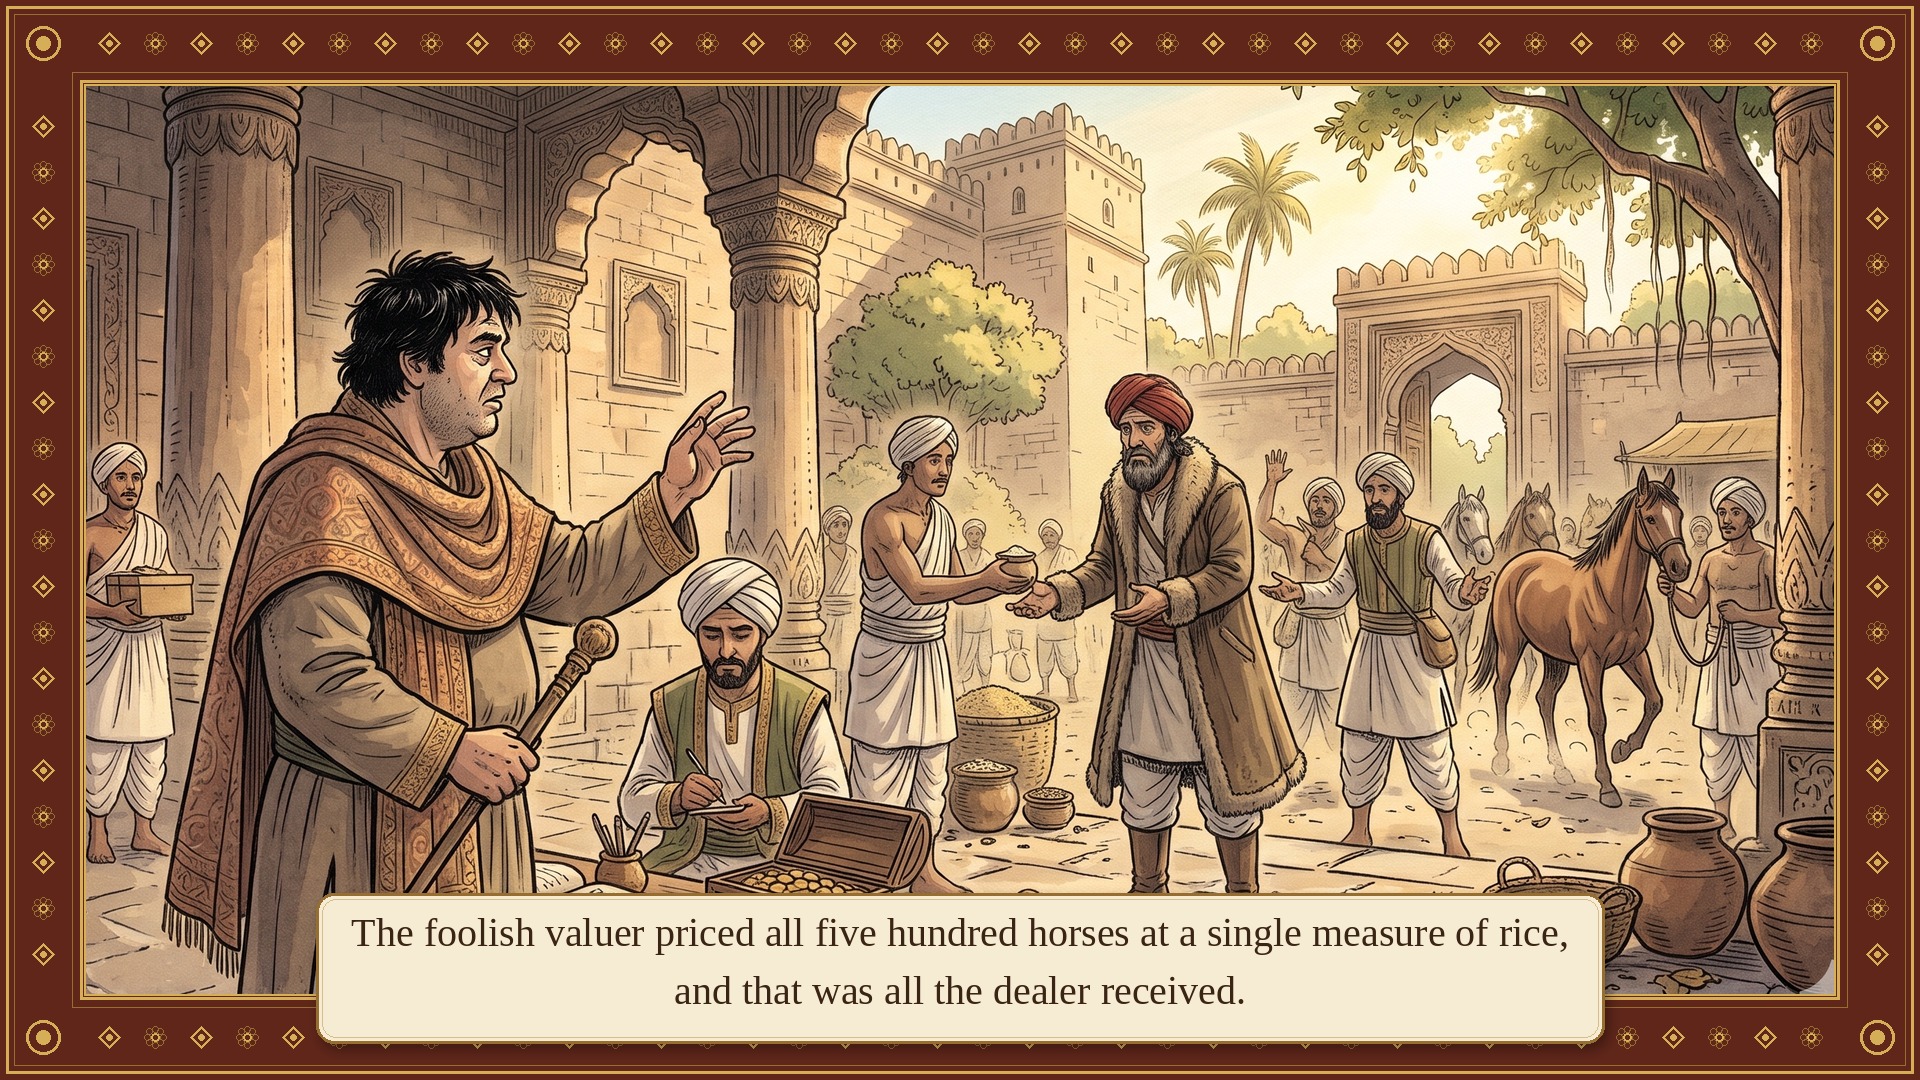 The foolish valuer priced all five hundred horses at a single measure of rice,
and that was all the dealer received.